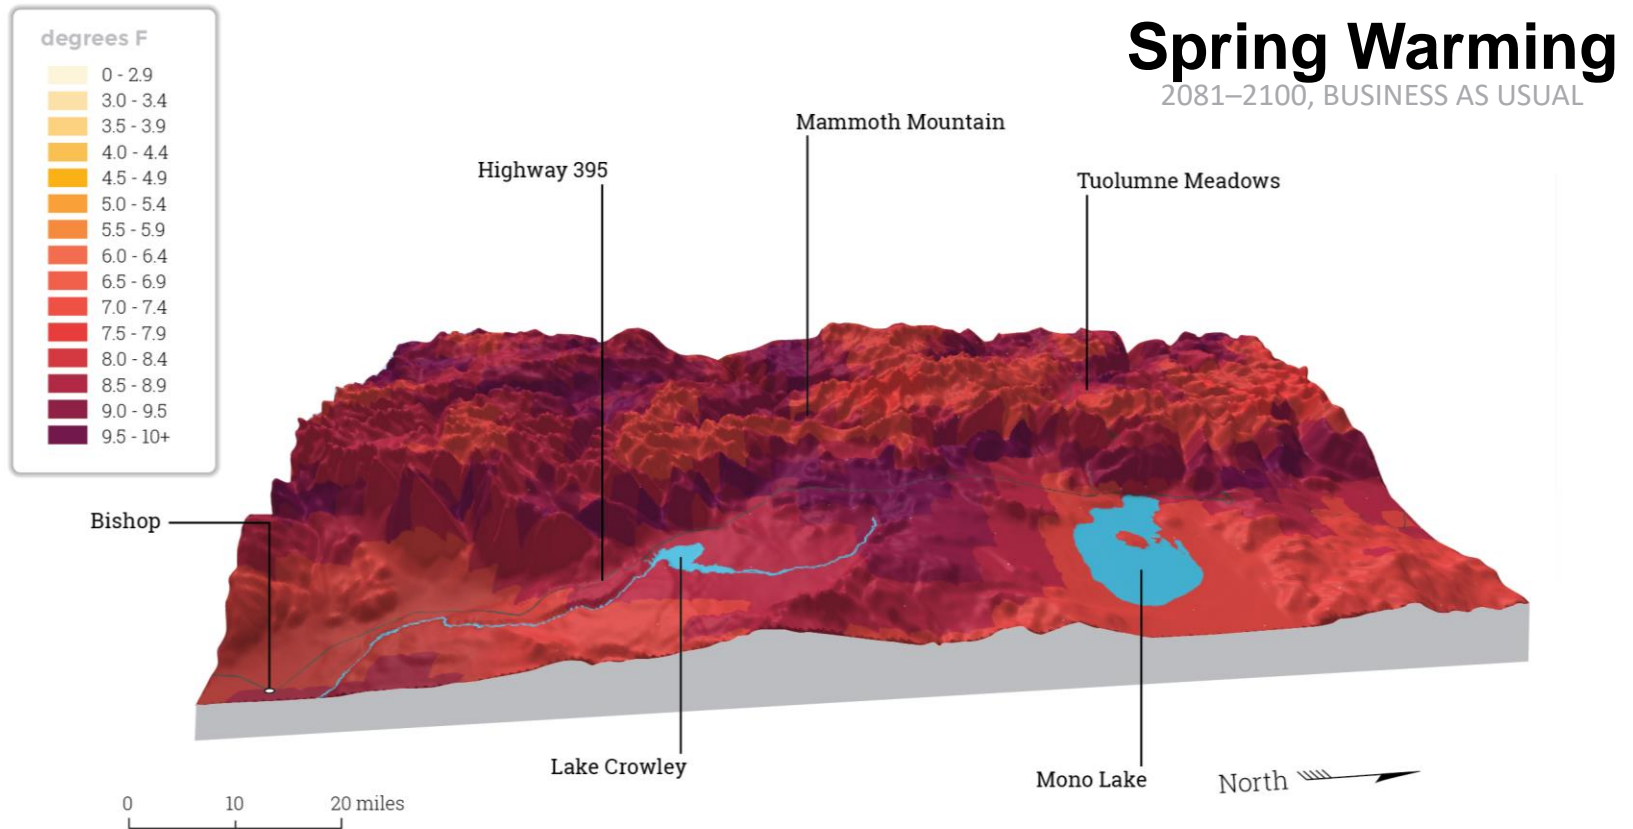 Spring Warming
2081–2100, BUSINESS AS USUAL
degrees F
0 - 2.9
3.0 - 3.4
3.5 - 3.9
4.0 - 4.4
4.5 - 4.9
5.0 - 5.4
5.5 - 5.9
6.0 - 6.4
6.5 - 6.9
7.0 - 7.4
7.5 - 7.9
8.0 - 8.4
8.5 - 8.9
9.0 - 9.5
9.5 - 10+
Mammoth Mountain
Highway 395
Tuolumne Meadows
Bishop
Lake Crowley
Mono Lake
North
0 10 20 miles